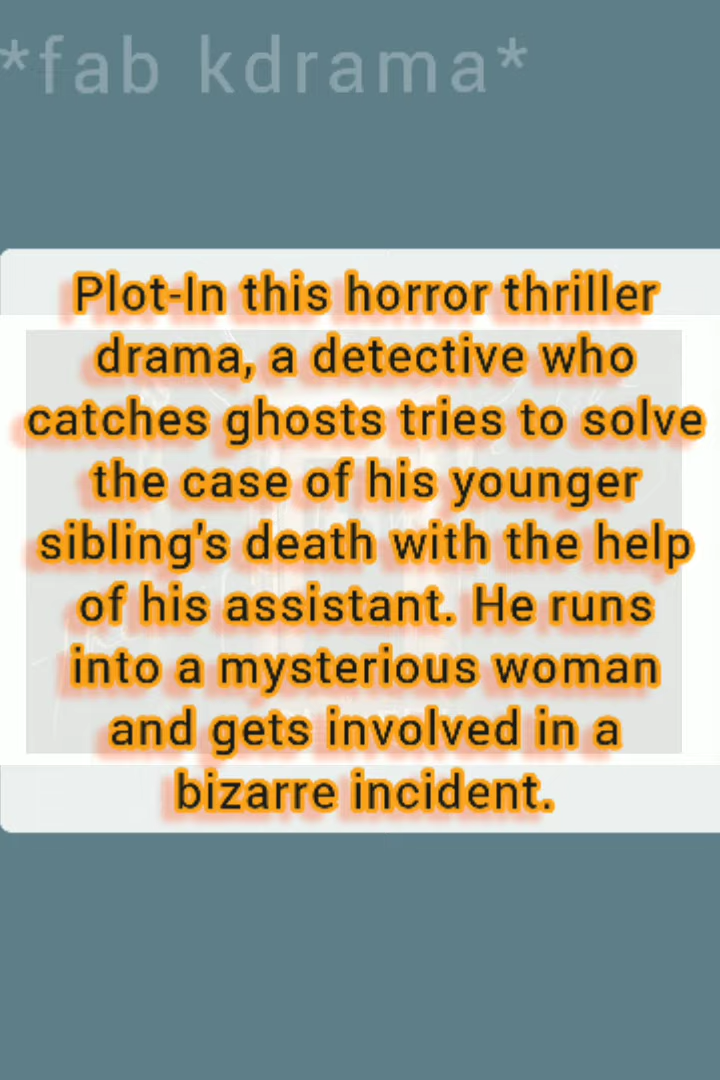 *fab kdrama*
Plot-In this horror thriller
drama, a detective who
catches ghosts tries to solve
the case of his younger
sibling's death with the help
of his assistant. He runs
into a mysterious woman
and gets involved in a
bizarre incident.